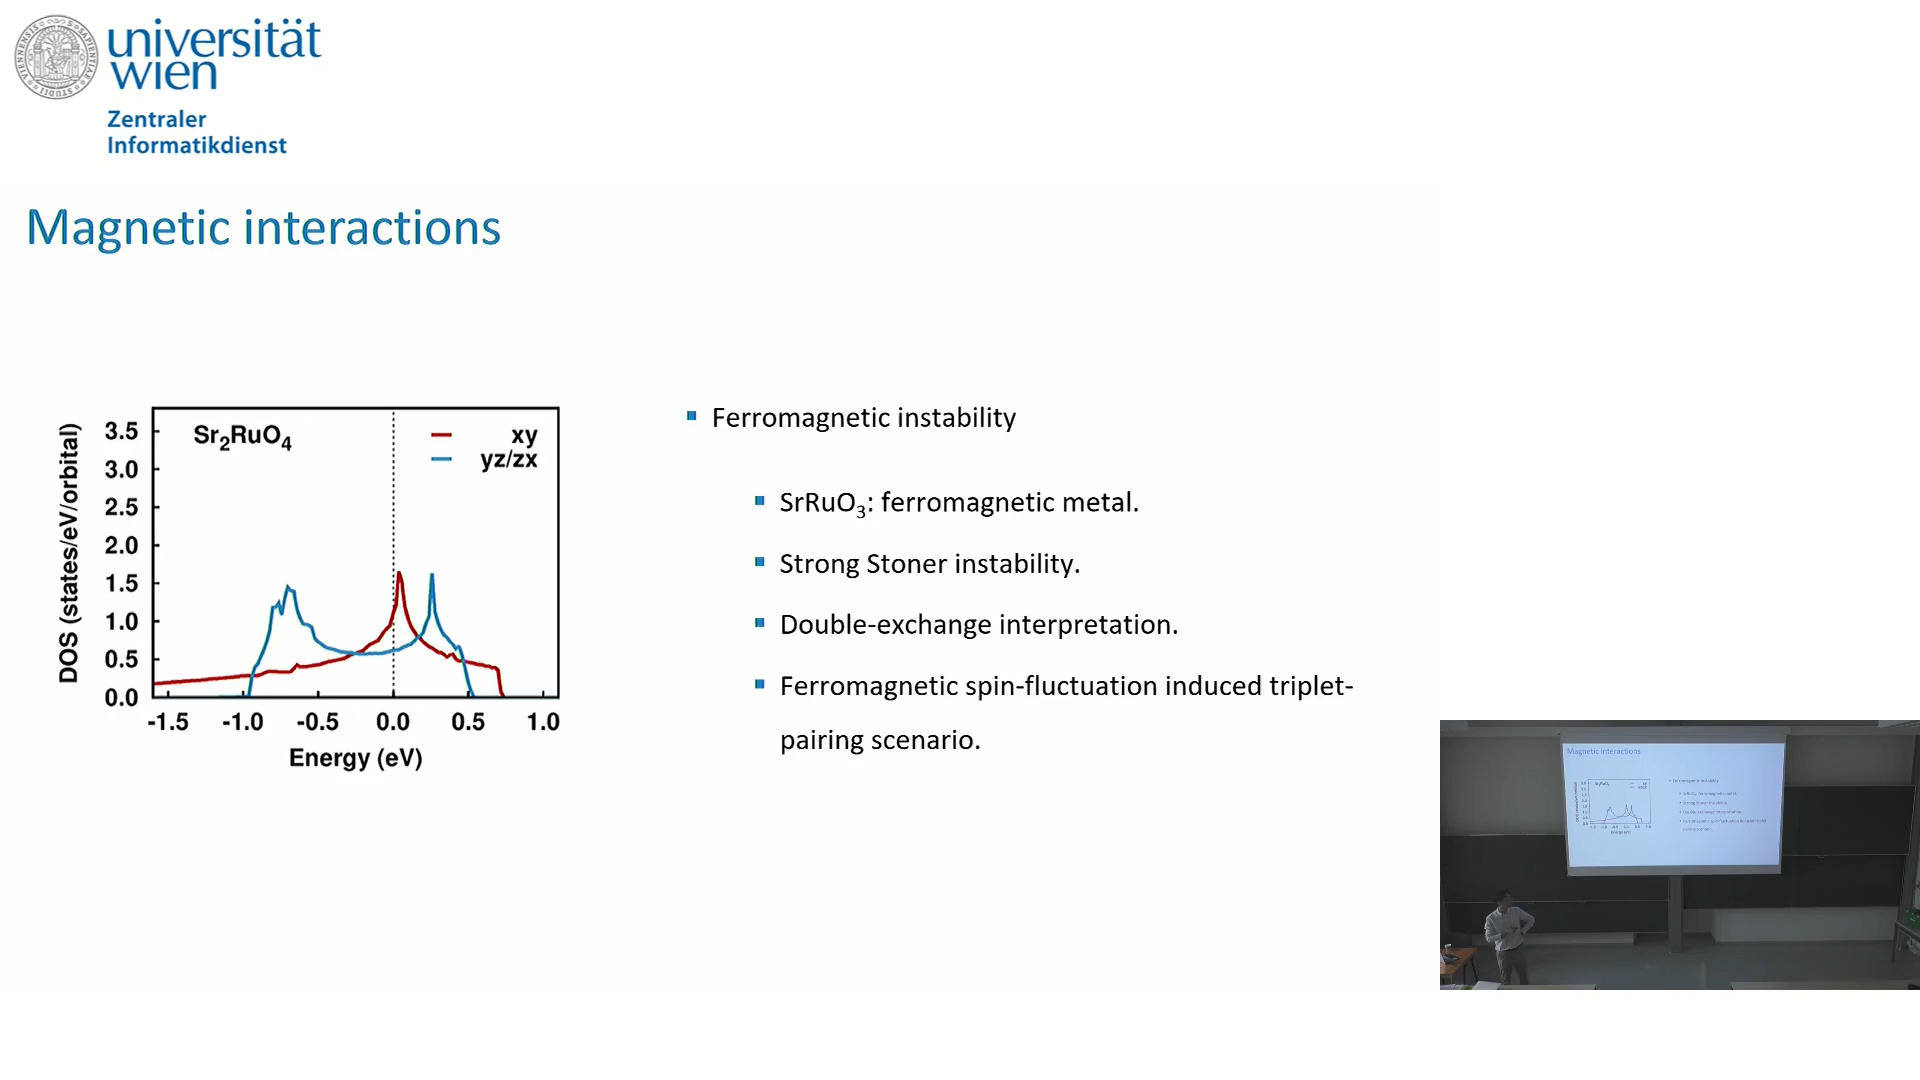 universität
wien
Zentraler
Informatikdienst
Magnetic interactions
Sr2RuO4
xy
yz/zx
DOS (states/eV/orbital)
3.5
3.0
2.5
2.0
1.5
1.0
0.5
0.0
-1.5 -1.0 -0.5 0.0 0.5 1.0
Energy (eV)
Ferromagnetic instability
SrRuO3: ferromagnetic metal.
Strong Stoner instability.
Double-exchange interpretation.
Ferromagnetic spin-fluctuation induced triplet-
pairing scenario.
Magnetic interactions